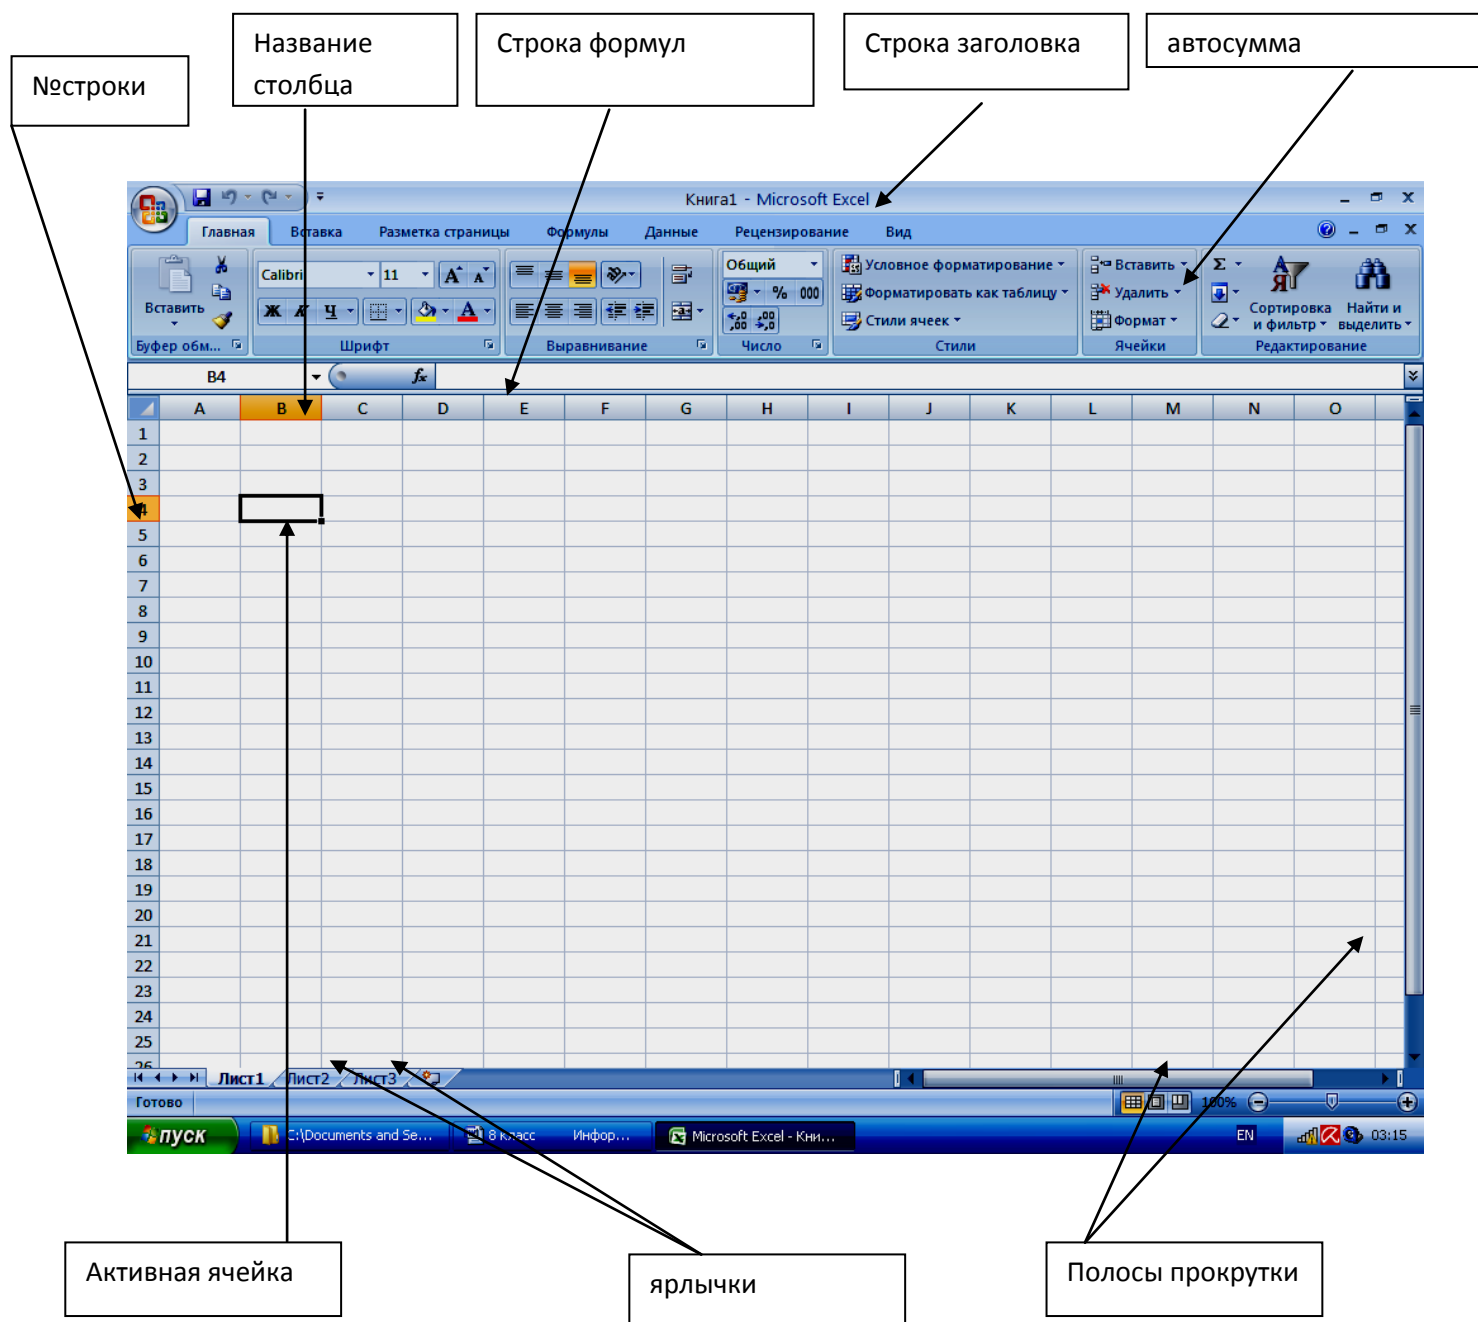 Название
столбца
Строка формул
Строка заголовка
автосумма
№строки
Книга1 - Microsoft Excel
Главная Вставка Разметка страницы Формулы Данные Рецензирование Вид
Calibri 11
Общий
Условное форматирование
Вставить
Σ
% 000
Форматировать как таблицу
Удалить
Вставить
Ж К Ч
Стили ячеек
Формат
Сортировка
и фильтр
Найти и
выделить
Буфер обм...
Шрифт
Выравнивание
Число
Стили
Ячейки
Редактирование
B4
fx
A B C D E F G H I J K L M N O
1
2
3
4
5
6
7
8
9
10
11
12
13
14
15
16
17
18
19
20
21
22
23
24
25
26
Лист1 Лист2 Лист3
Готово
100%
пуск
C:\Documents and Se...
8 класс Инфор...
Microsoft Excel - Кни...
EN
03:15
Активная ячейка
ярлычки
Полосы прокрутки